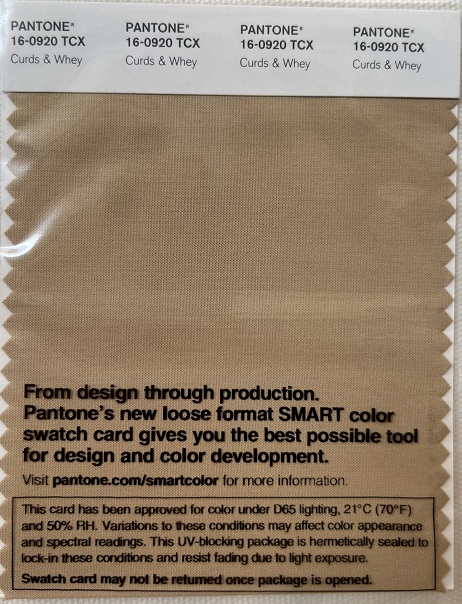 PANTONE® PANTONE® PANTONE® PANTONE®
16-0920 TCX 16-0920 TCX 16-0920 TCX 16-0920 TCX
Curds & Whey Curds & Whey Curds & Whey Curds & Whey
From design through production.
Pantone's new loose format SMART color
swatch card gives you the best possible tool
for design and color development.
Visit pantone.com/smartcolor for more information.
This card has been approved for color under D65 lighting, 21°C (70°F)
and 50% RH. Variations to these conditions may affect color appearance
and spectral readings. This UV-blocking package is hermetically sealed to
lock-in these conditions and resist fading due to light exposure.
Swatch card may not be returned once package is opened.